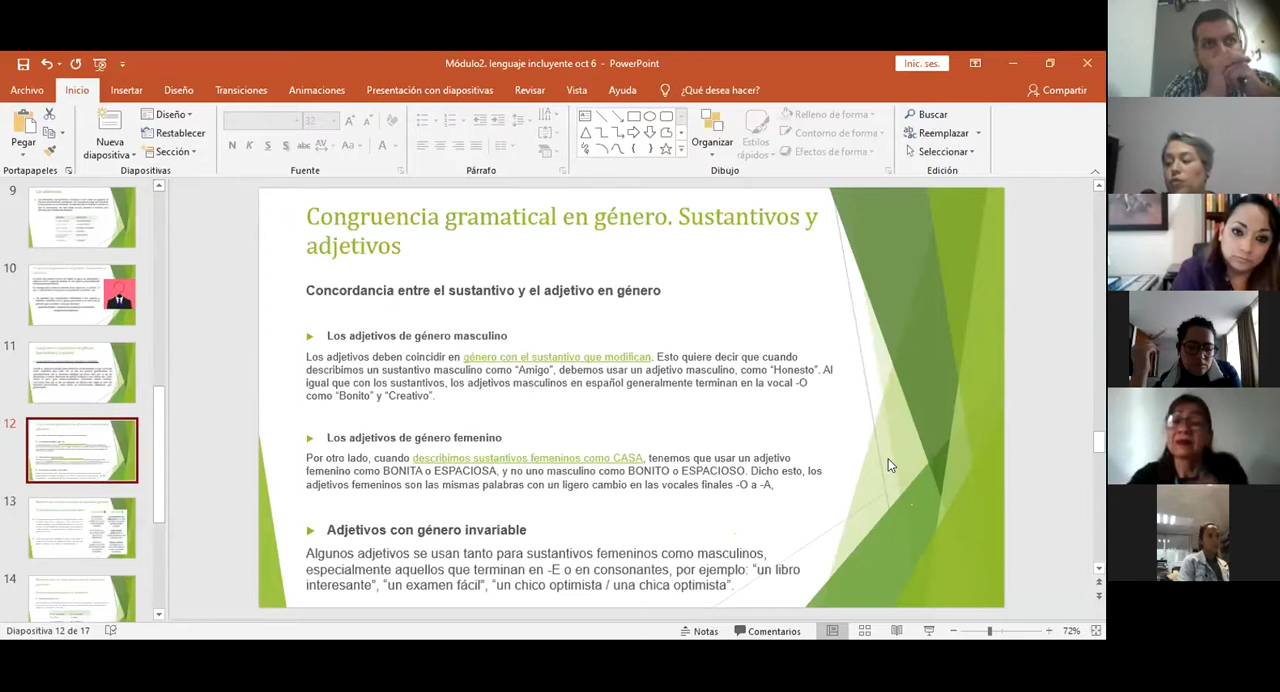 Módulo2. lenguaje incluyente oct 6 - PowerPoint
Inic. ses.
Archivo Inicio Insertar Diseño Transiciones Animaciones Presentación con diapositivas Revisar Vista Ayuda ¿Qué desea hacer? Compartir
Pegar
Nueva diapositiva
Diseño
Restablecer
Sección
32
N K S S abc AV Aa A
Organizar
Estilos rápidos
Relleno de forma
Contorno de forma
Efectos de forma
Buscar
Reemplazar
Seleccionar
Portapapeles Diapositivas Fuente Párrafo Dibujo Edición
9
10
11
12
13
14
Congruencia gramatical en género. Sustantivos y
adjetivos
Concordancia entre el sustantivo y el adjetivo en género
Los adjetivos de género masculino
Los adjetivos deben coincidir en género con el sustantivo que modifican. Esto quiere decir que cuando
describimos un sustantivo masculino como “Amigo”, debemos usar un adjetivo masculino, como “Honesto”. Al
igual que con los sustantivos, los adjetivos masculinos en español generalmente terminan en la vocal -O
como “Bonito” y “Creativo”.
Los adjetivos de género femenino
Por otro lado, cuando describimos sustantivos femeninos como CASA, tenemos que usar un adjetivo
femenino como BONITA o ESPACIOSA, y no uno masculino como BONITO o ESPACIOSO. Dicho esto, los
adjetivos femeninos son las mismas palabras con un ligero cambio en las vocales finales -O a -A,
Adjetivos con género invariable
Algunos adjetivos se usan tanto para sustantivos femeninos como masculinos,
especialmente aquellos que terminan en -E o en consonantes, por ejemplo: “un libro
interesante”, “un examen fácil”, “un chico optimista / una chica optimista”.
Diapositiva 12 de 17
Notas Comentarios 72%